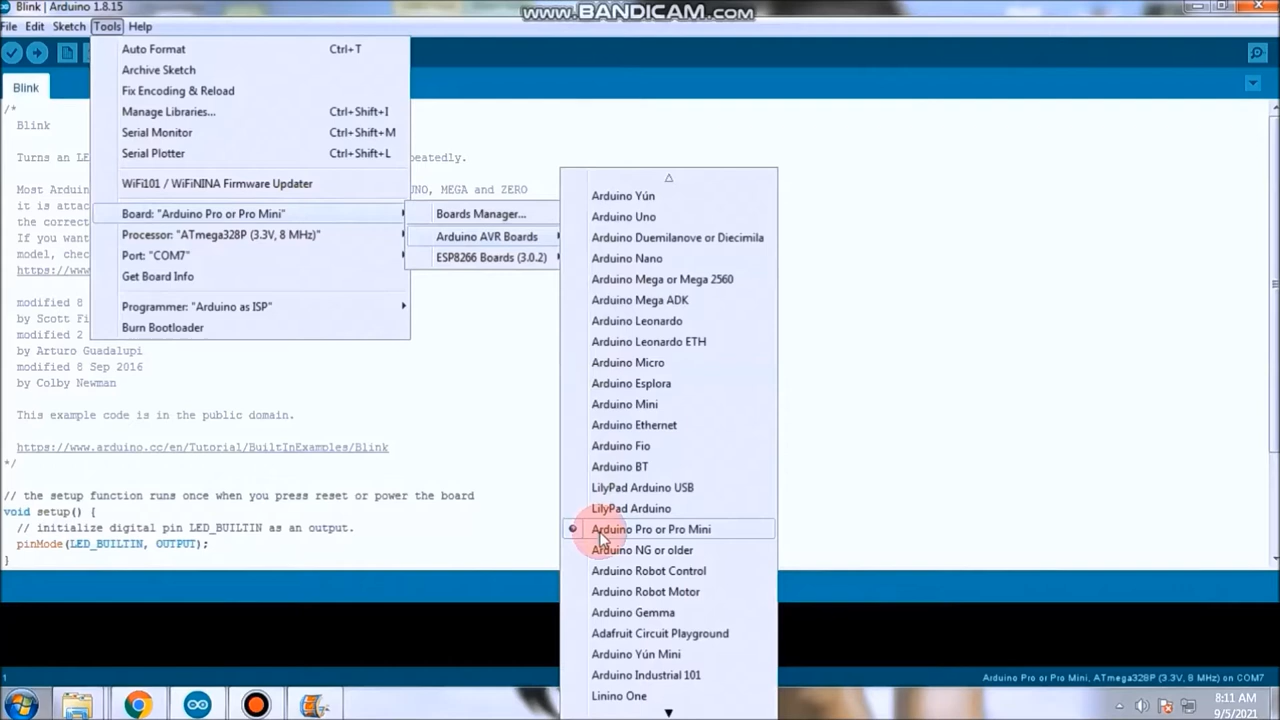 Blink | Arduino 1.8.15
www.BANDICAM.com
File Edit Sketch Tools Help
Blink
Auto Format Ctrl+T
Archive Sketch
Fix Encoding & Reload
Manage Libraries... Ctrl+Shift+I
Serial Monitor Ctrl+Shift+M
Serial Plotter Ctrl+Shift+L
WiFi101 / WiFiNINA Firmware Updater
Board: "Arduino Pro or Pro Mini"
Processor: "ATmega328P (3.3V, 8 MHz)"
Port: "COM7"
Get Board Info
Programmer: "Arduino as ISP"
Burn Bootloader
Boards Manager...
Arduino AVR Boards
ESP8266 Boards (3.0.2)
Arduino Yún
Arduino Uno
Arduino Duemilanove or Diecimila
Arduino Nano
Arduino Mega or Mega 2560
Arduino Mega ADK
Arduino Leonardo
Arduino Leonardo ETH
Arduino Micro
Arduino Esplora
Arduino Mini
Arduino Ethernet
Arduino Fio
Arduino BT
LilyPad Arduino USB
LilyPad Arduino
Arduino Pro or Pro Mini
Arduino NG or older
Arduino Robot Control
Arduino Robot Motor
Arduino Gemma
Adafruit Circuit Playground
Arduino Yún Mini
Arduino Industrial 101
Linino One
/*
Blink
Turns an LE peatedly.
Most Arduin UNO, MEGA and ZERO
it is attac
the correct
If you want
model, chec
https://www
modified 8
by Scott Fi
modified 2
by Arturo Guadalupi
modified 8 Sep 2016
by Colby Newman
This example code is in the public domain.
https://www.arduino.cc/en/Tutorial/BuiltInExamples/Blink
*/
// the setup function runs once when you press reset or power the board
void setup() {
// initialize digital pin LED_BUILTIN as an output.
pinMode(LED_BUILTIN, OUTPUT);
}
1
Arduino Pro or Pro Mini, ATmega328P (3.3V, 8 MHz) on COM7
8:11 AM
9/5/2021